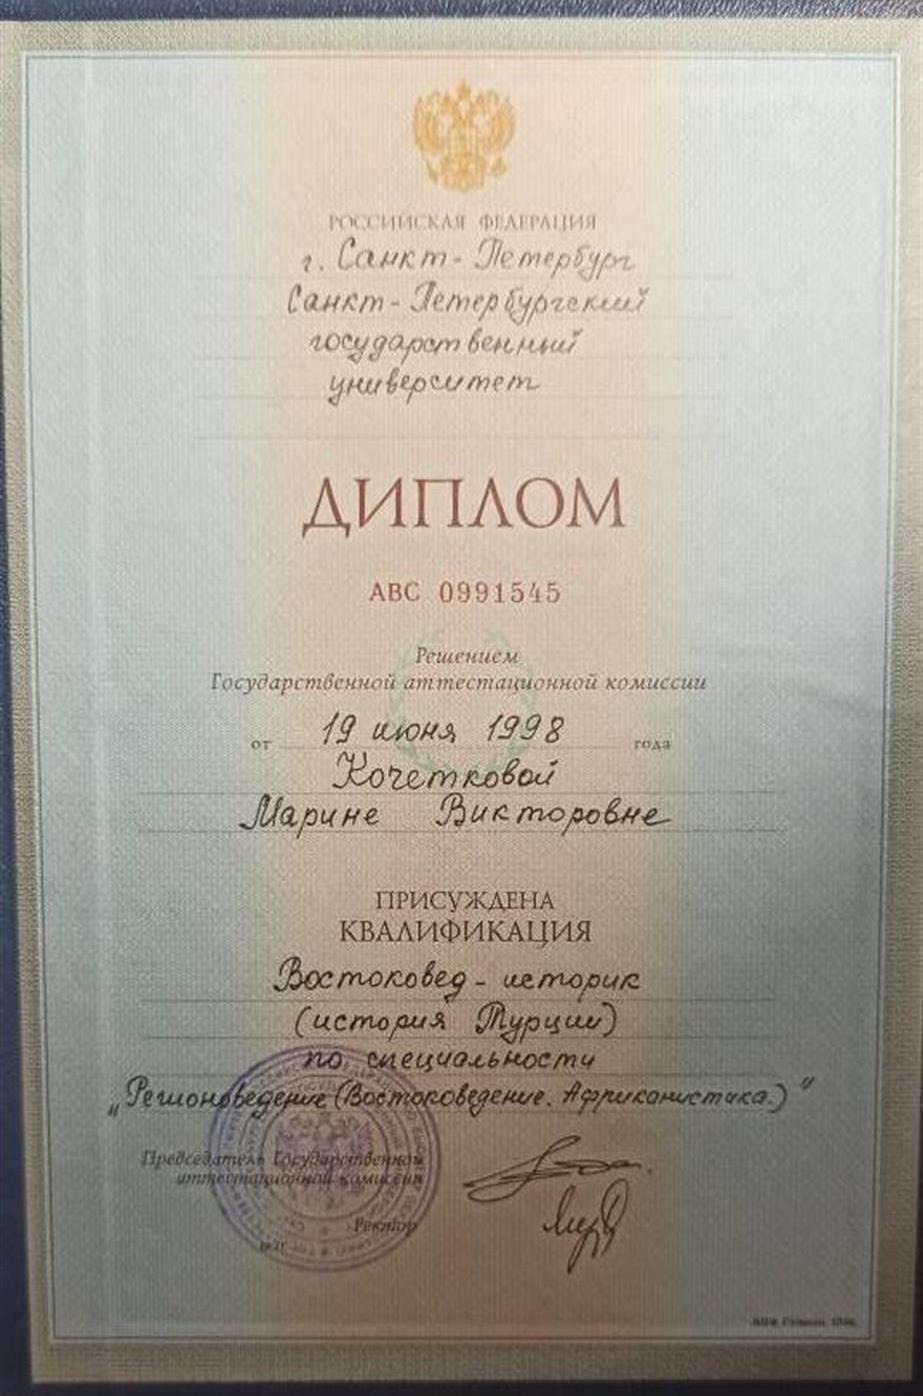 РОССИЙСКАЯ ФЕДЕРАЦИЯ
г. Санкт-Петербург
Санкт-Петербургский
государственный
университет
ДИПЛОМ
АВС 0991545
Решением
Государственной аттестационной комиссии
от 19 июня 1998 года
Кочетковой
Марине Викторовне
ПРИСУЖДЕНА
КВАЛИФИКАЦИЯ
Востоковед-историк
(история Турции)
по специальности
„Регионоведение (Востоковедение. Африканистика.)"
Председатель Государственной
аттестационной комиссии
Ректор